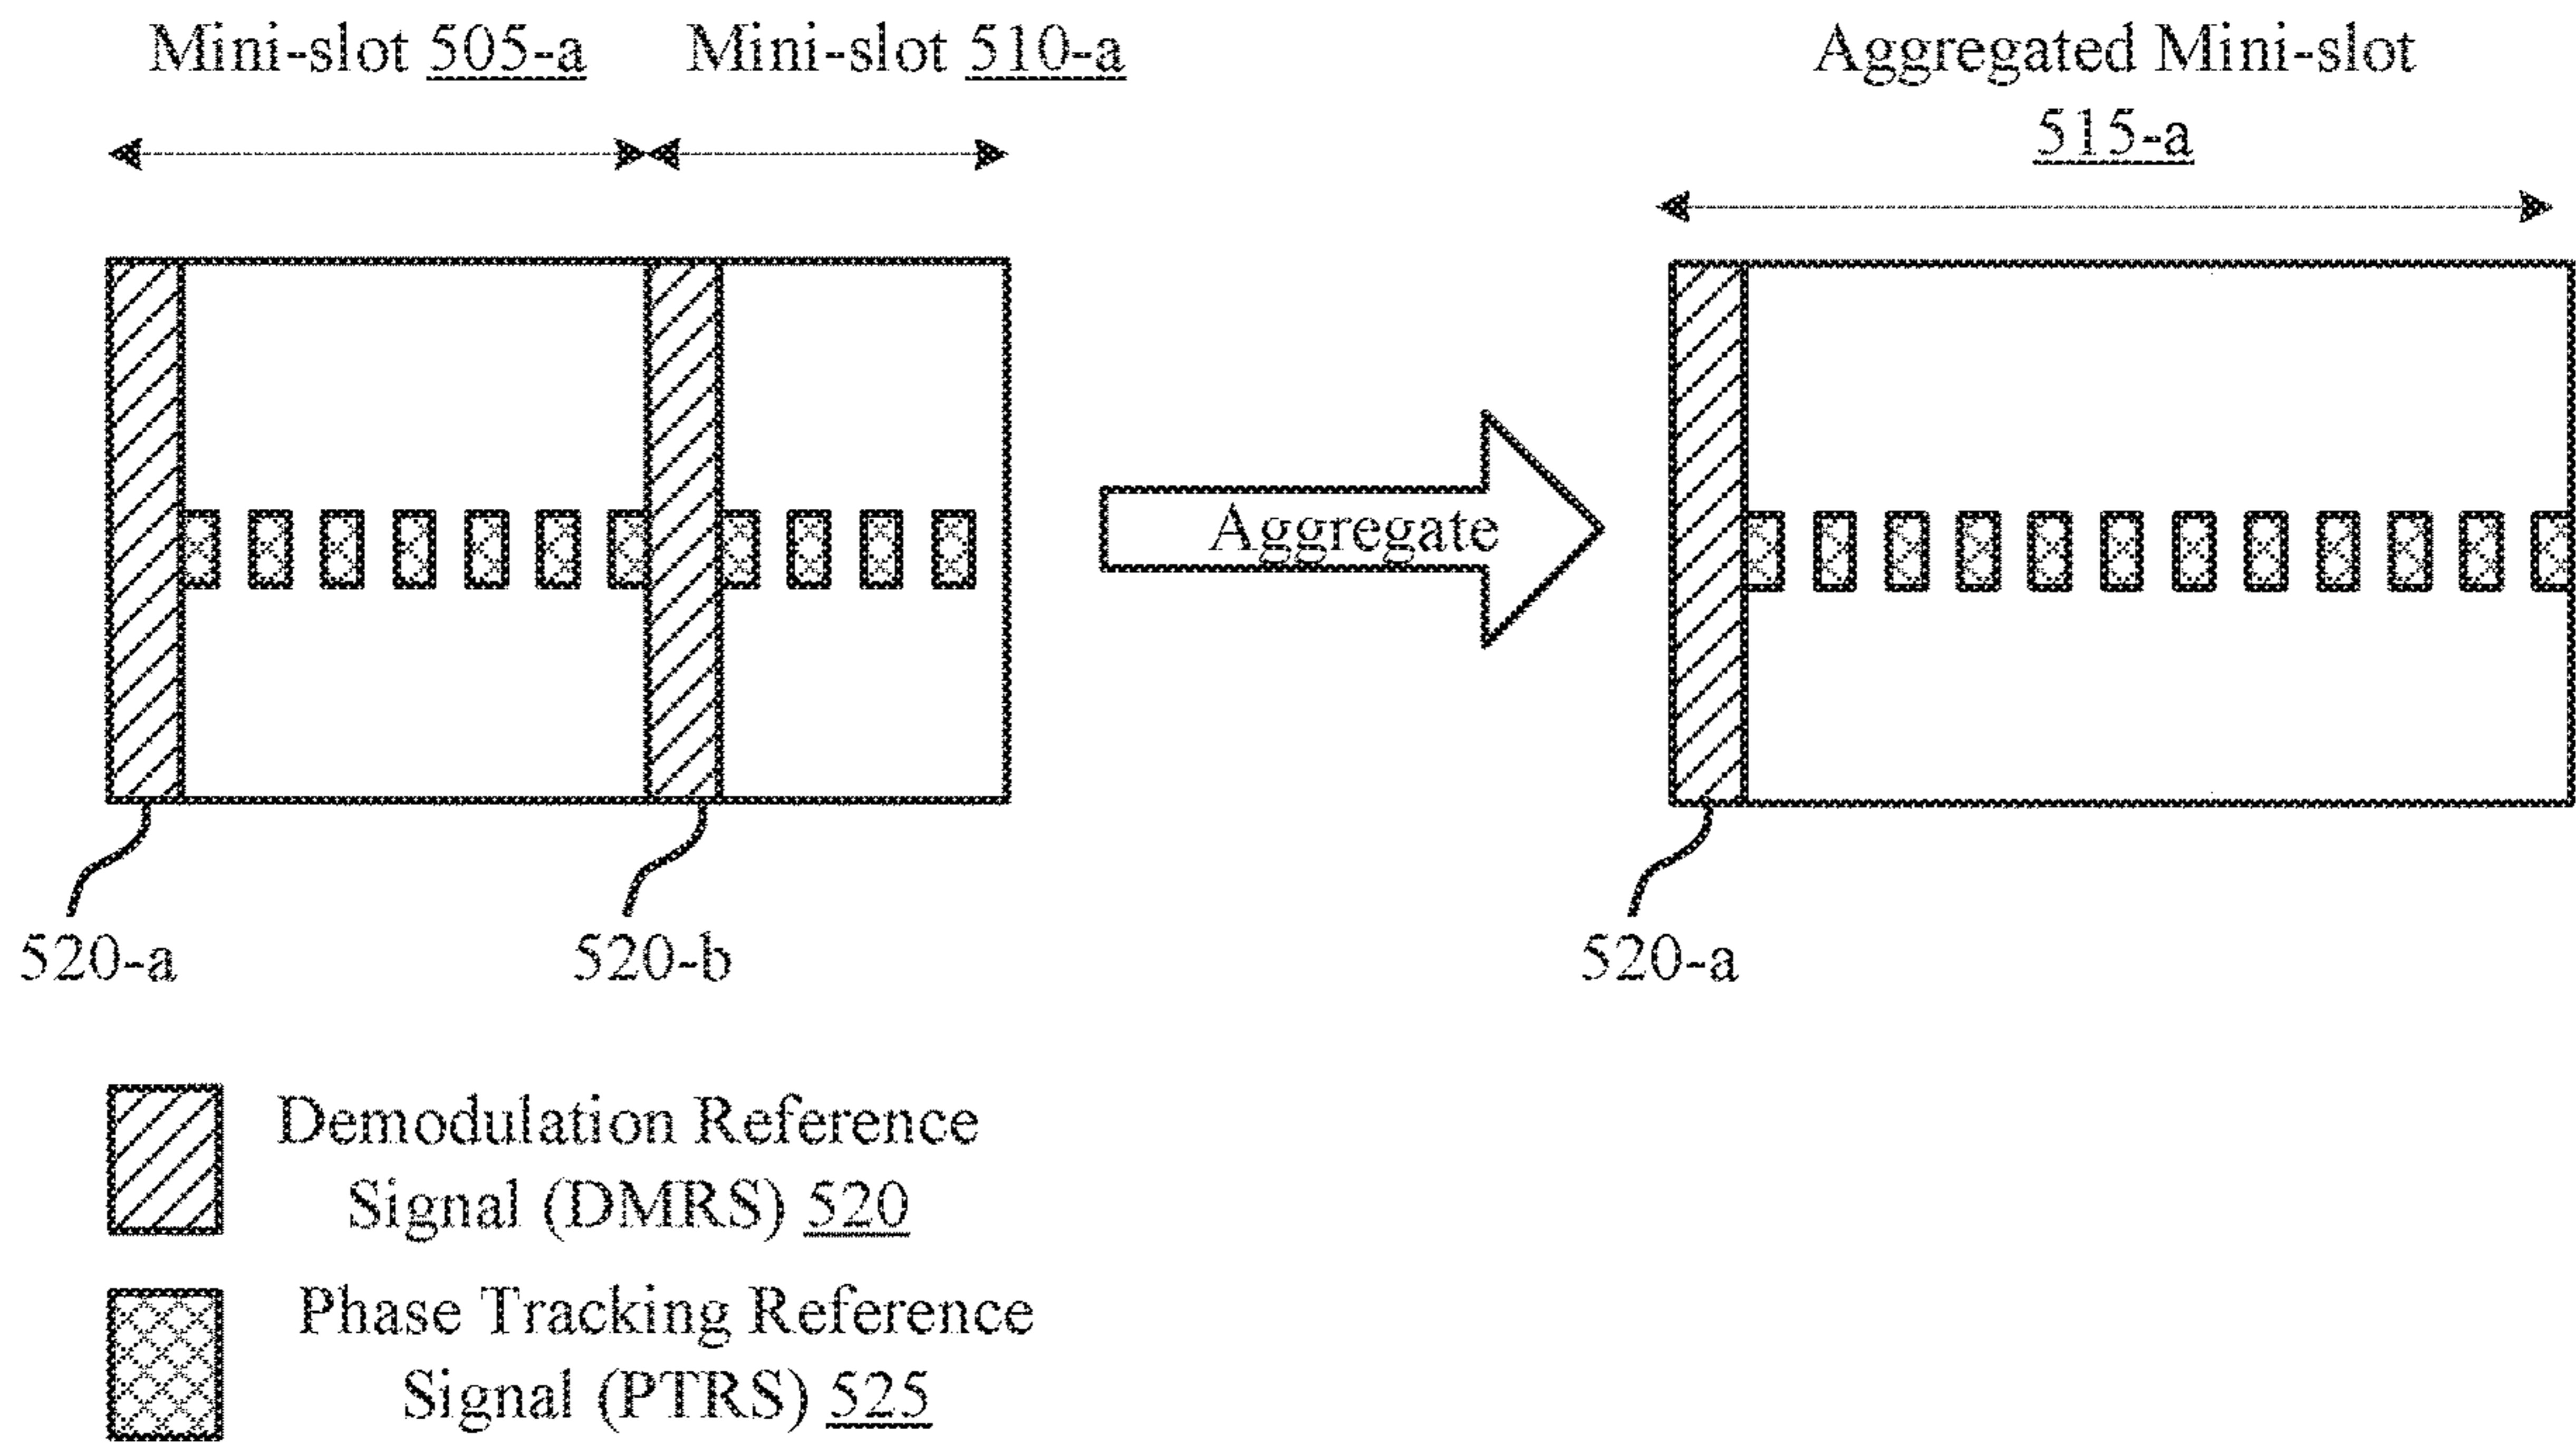 Mini-slot 505-a
Mini-slot 510-a
Aggregated Mini-slot
515-a
Aggregate
520-a
520-b
520-a
Demodulation Reference
Signal (DMRS) 520
Phase Tracking Reference
Signal (PTRS) 525